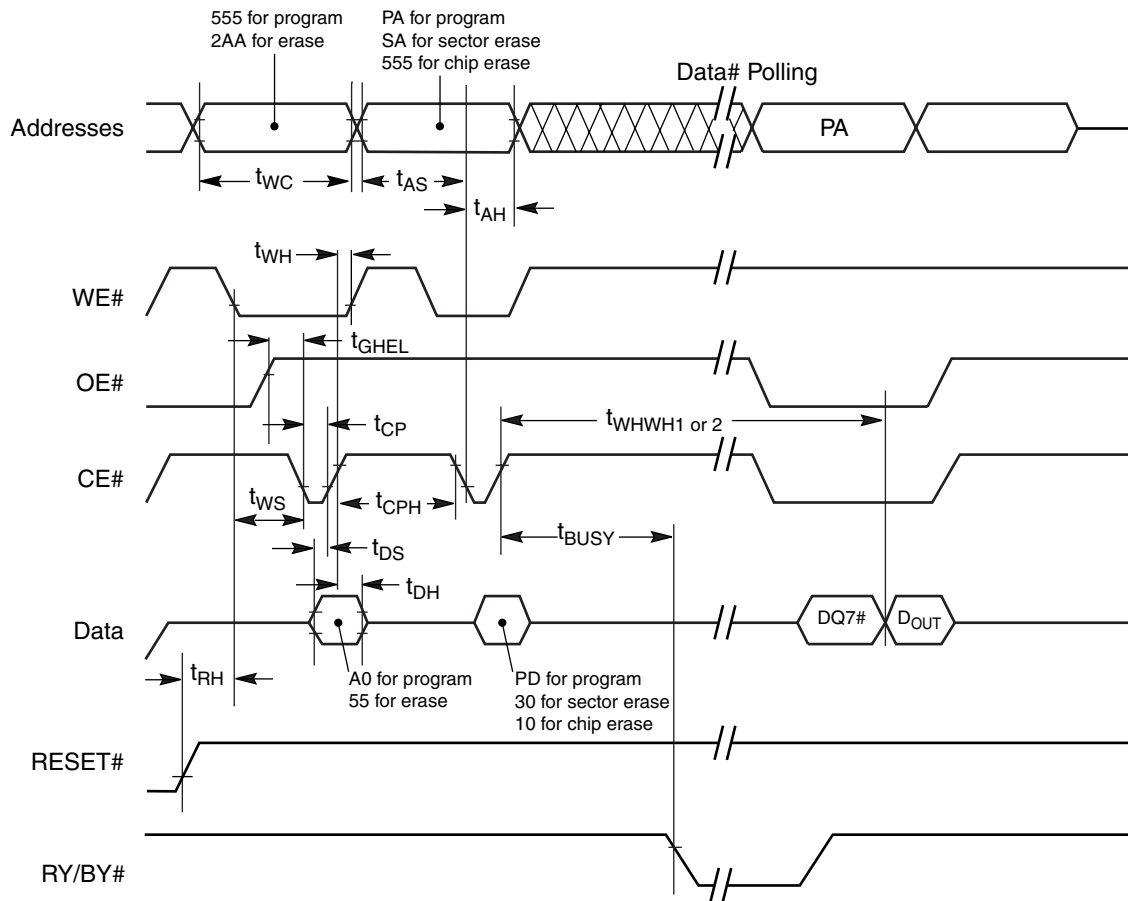 555 for program
2AA for erase
PA for program
SA for sector erase
555 for chip erase
Data# Polling
Addresses
PA
tWC
tAS
tAH
tWH
WE#
tGHEL
OE#
tCP
tWHWH1 or 2
CE#
tWS
tCPH
tBUSY
tDS
tDH
Data
DQ7#
DOUT
tRH
A0 for program
55 for erase
PD for program
30 for sector erase
10 for chip erase
RESET#
RY/BY#